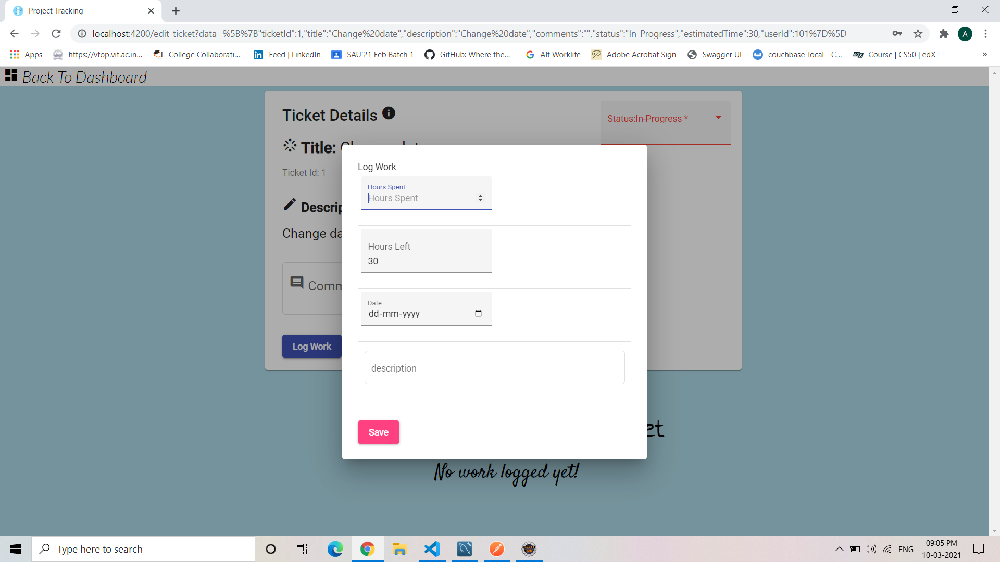 Project Tracking
localhost:4200/edit-ticket?data=%5B%7B"ticketId":1,"title":"Change%20date","description":"Change%20date","comments":"","status":"In-Progress","estimatedTime":30,"userId":101%7D%5D
A
Apps
https://vtop.vit.ac.in...
College Collaborati...
Feed | LinkedIn
SAU'21 Feb Batch 1
GitHub: Where the...
Alt Worklife
Adobe Acrobat Sign
Swagger UI
couchbase-local - C...
Course | CS50 | edX
»
Back To Dashboard
Ticket Details
Status:In-Progress *
Title:
Ticket Id: 1
Descrip
Change da
Comm
Log Work
Log Work
Hours Spent
Hours Spent
Hours Left
30
Date
dd-mm-yyyy
description
Save
et
No work logged yet!
Type here to search
ENG
09:05 PM
10-03-2021